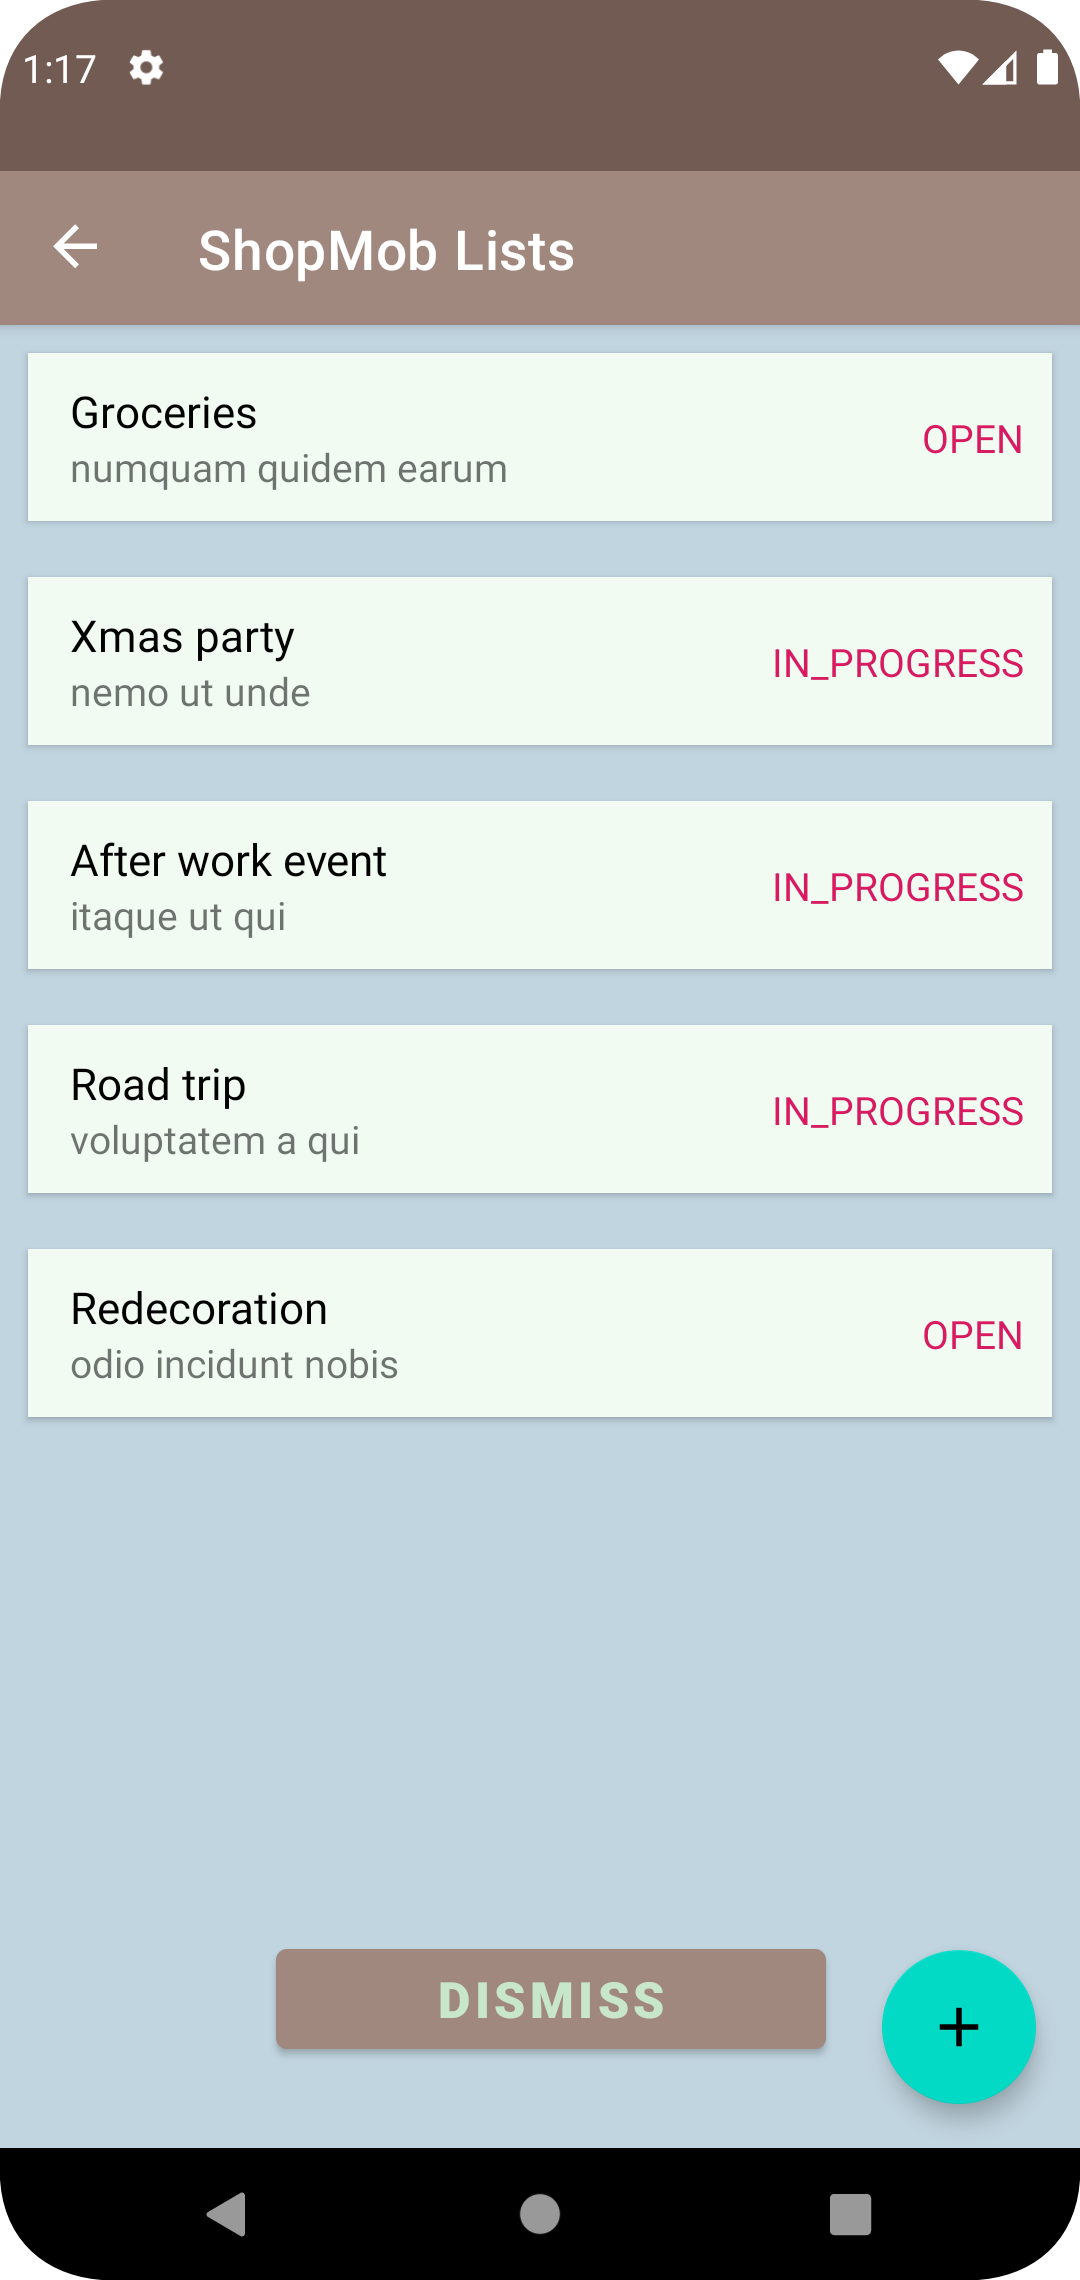 1:17
ShopMob Lists
Groceries
numquam quidem earum
OPEN
Xmas party
nemo ut unde
IN_PROGRESS
After work event
itaque ut qui
IN_PROGRESS
Road trip
voluptatem a qui
IN_PROGRESS
Redecoration
odio incidunt nobis
OPEN
DISMISS